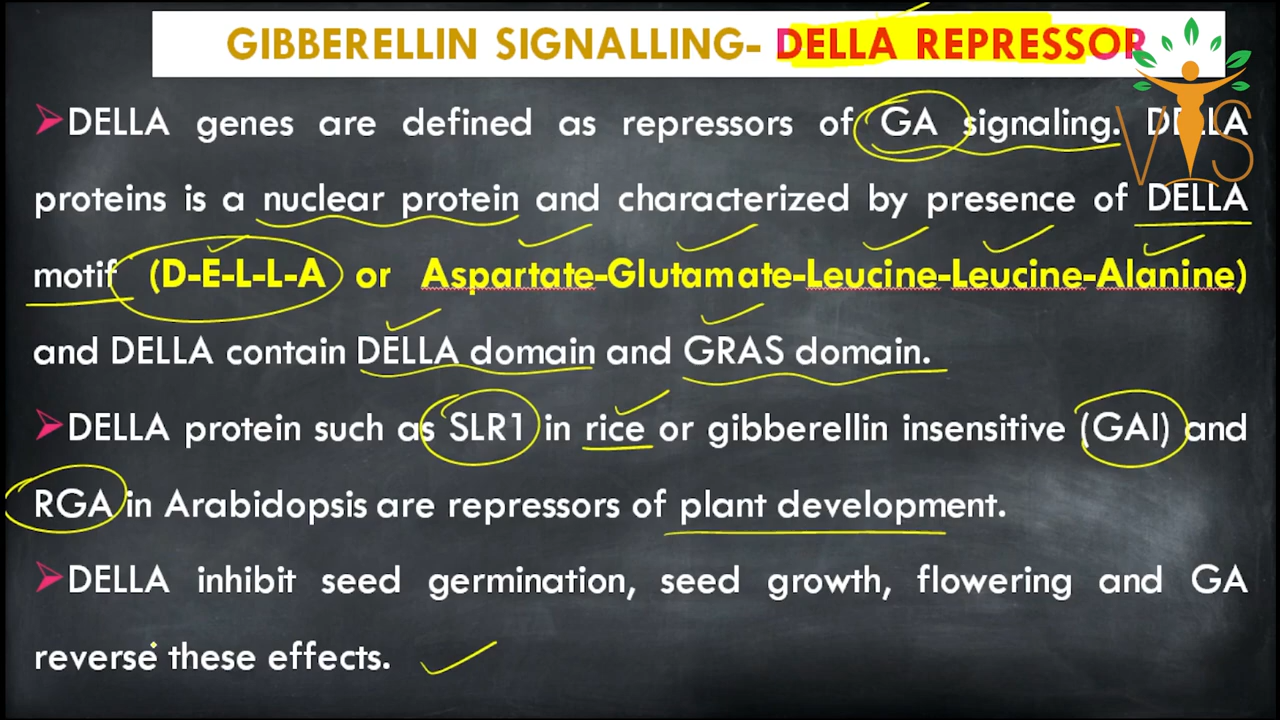 GIBBERELLIN SIGNALLING- DELLA REPRESSOR
➤DELLA genes are defined as repressors of GA signaling. DELLA
proteins is a nuclear protein and characterized by presence of DELLA
motif (D-E-L-L-A or Aspartate-Glutamate-Leucine-Leucine-Alanine)
and DELLA contain DELLA domain and GRAS domain.
➤DELLA protein such as SLR1 in rice or gibberellin insensitive (GAI) and
RGA in Arabidopsis are repressors of plant development.
➤DELLA inhibit seed germination, seed growth, flowering and GA
reverse these effects.
V S